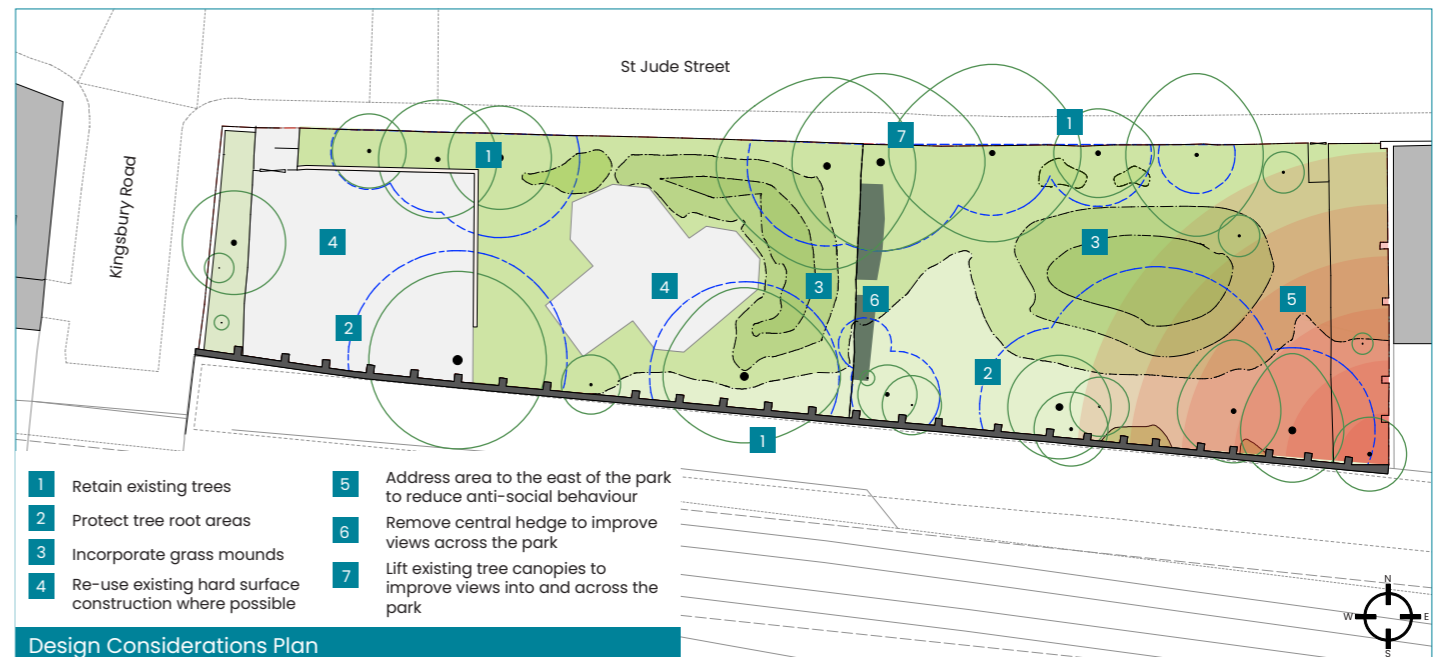 St Jude Street
Kingsbury Road
1
7
1
4
3
4
3
6
5
2
2
1
1 Retain existing trees
2 Protect tree root areas
3 Incorporate grass mounds
4 Re-use existing hard surface
construction where possible
5 Address area to the east of the park
to reduce anti-social behaviour
6 Remove central hedge to improve
views across the park
7 Lift existing tree canopies to
improve views into and across the
park
Design Considerations Plan
N
W E
S